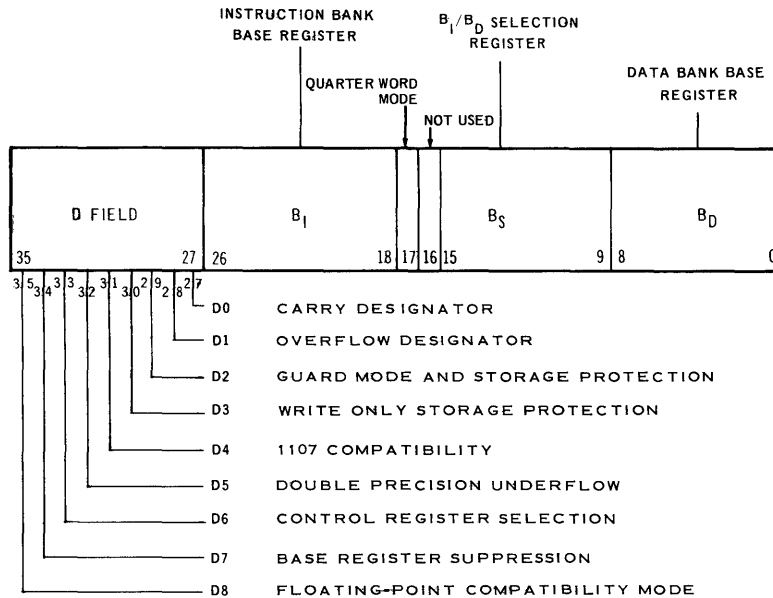 INSTRUCTION BANK
BASE REGISTER
BI/BD SELECTION
REGISTER
QUARTER WORD
MODE
NOT USED
DATA BANK BASE
REGISTER
D FIELD
BI
BS
BD
35 27 26 18 17 16 15 9 8 0
35 34 33 32 31 30 29 28 27
D0 CARRY DESIGNATOR
D1 OVERFLOW DESIGNATOR
D2 GUARD MODE AND STORAGE PROTECTION
D3 WRITE ONLY STORAGE PROTECTION
D4 1107 COMPATIBILITY
D5 DOUBLE PRECISION UNDERFLOW
D6 CONTROL REGISTER SELECTION
D7 BASE REGISTER SUPPRESSION
D8 FLOATING-POINT COMPATIBILITY MODE